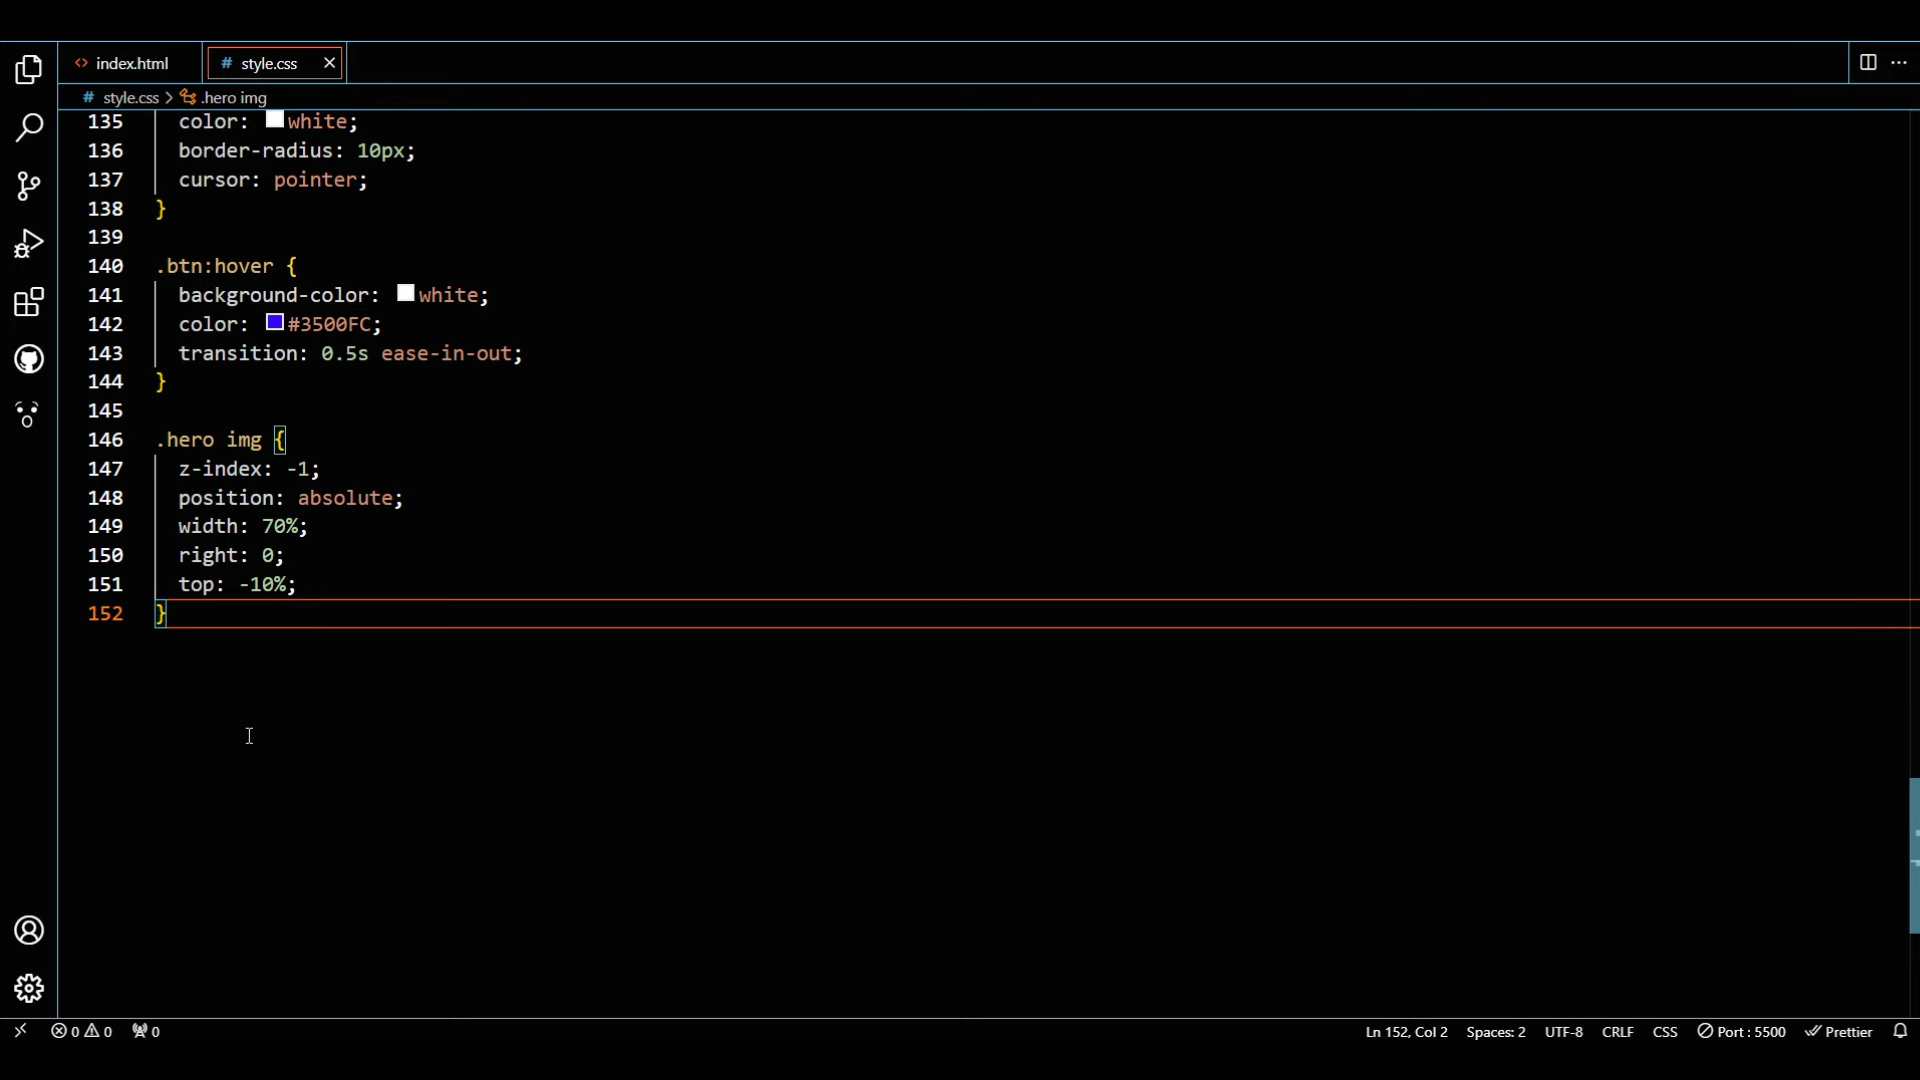 <> index.html
# style.css ×
# style.css > .hero img
135 color: white;
136 border-radius: 10px;
137 cursor: pointer;
138 }
139
140 .btn:hover {
141 background-color: white;
142 color: #3500FC;
143 transition: 0.5s ease-in-out;
144 }
145
146 .hero img {
147 z-index: -1;
148 position: absolute;
149 width: 70%;
150 right: 0;
151 top: -10%;
152 }
0 0 0 Ln 152, Col 2 Spaces: 2 UTF-8 CRLF CSS Port : 5500 Prettier